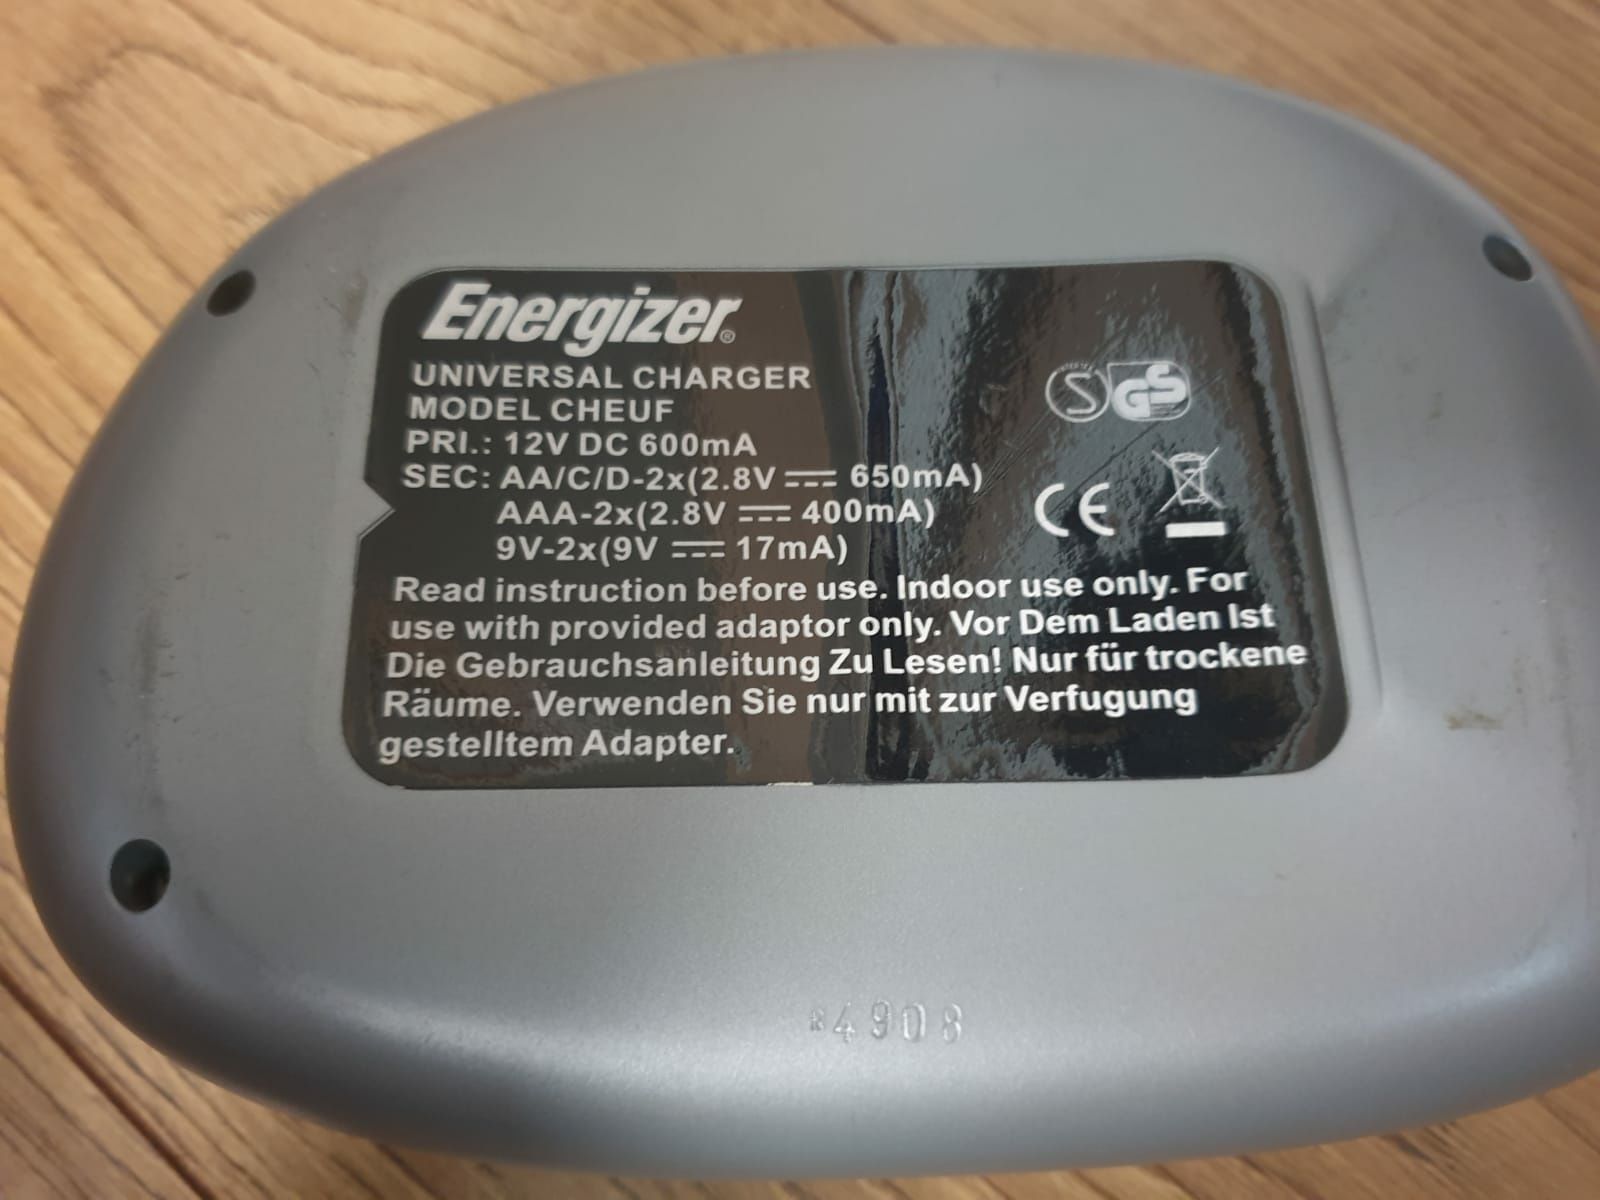 Energizer®
UNIVERSAL CHARGER
MODEL CHEUF
PRI.: 12V DC 600mA
SEC: AA/C/D-2x(2.8V ⎓ 650mA)
AAA-2x(2.8V ⎓ 400mA)
9V-2x(9V ⎓ 17mA)
S GS
CE
Read instruction before use. Indoor use only. For
use with provided adaptor only. Vor Dem Laden Ist
Die Gebrauchsanleitung Zu Lesen! Nur für trockene
Räume. Verwenden Sie nur mit zur Verfugung
gestelltem Adapter.
R4908